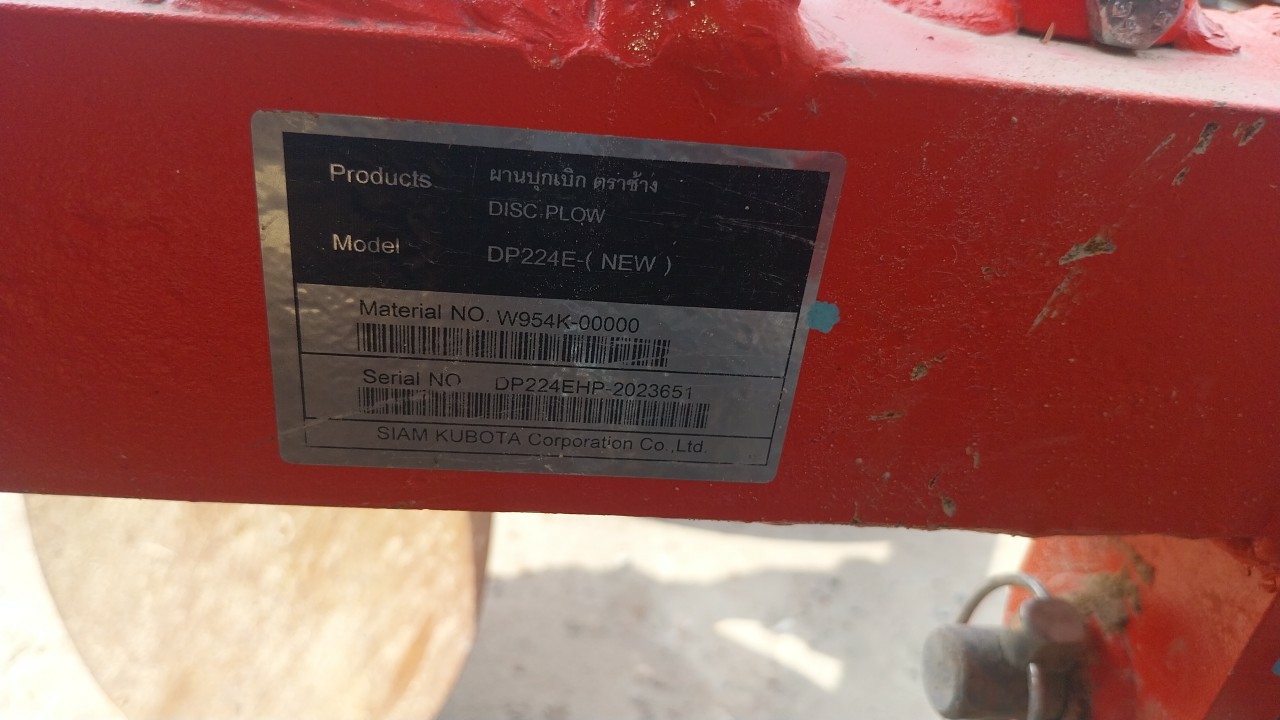 Products ผานบุกเบิก ตราช้าง
DISC PLOW
Model DP224E-( NEW )
Material NO. W954K-00000
Serial NO DP224EHP-2023651
SIAM KUBOTA Corporation Co.,Ltd.